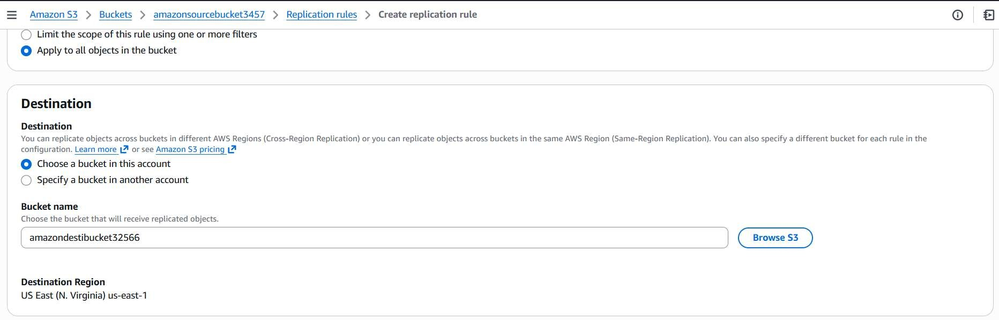 Amazon S3 > Buckets > amazonsourcebucket3457 > Replication rules > Create replication rule
Limit the scope of this rule using one or more filters
Apply to all objects in the bucket
Destination
Destination
You can replicate objects across buckets in different AWS Regions (Cross-Region Replication) or you can replicate objects across buckets in the same AWS Region (Same-Region Replication). You can also specify a different bucket for each rule in the
configuration. Learn more or see Amazon S3 pricing
Choose a bucket in this account
Specify a bucket in another account
Bucket name
Choose the bucket that will receive replicated objects.
amazondestibucket32566
Browse S3
Destination Region
US East (N. Virginia) us-east-1